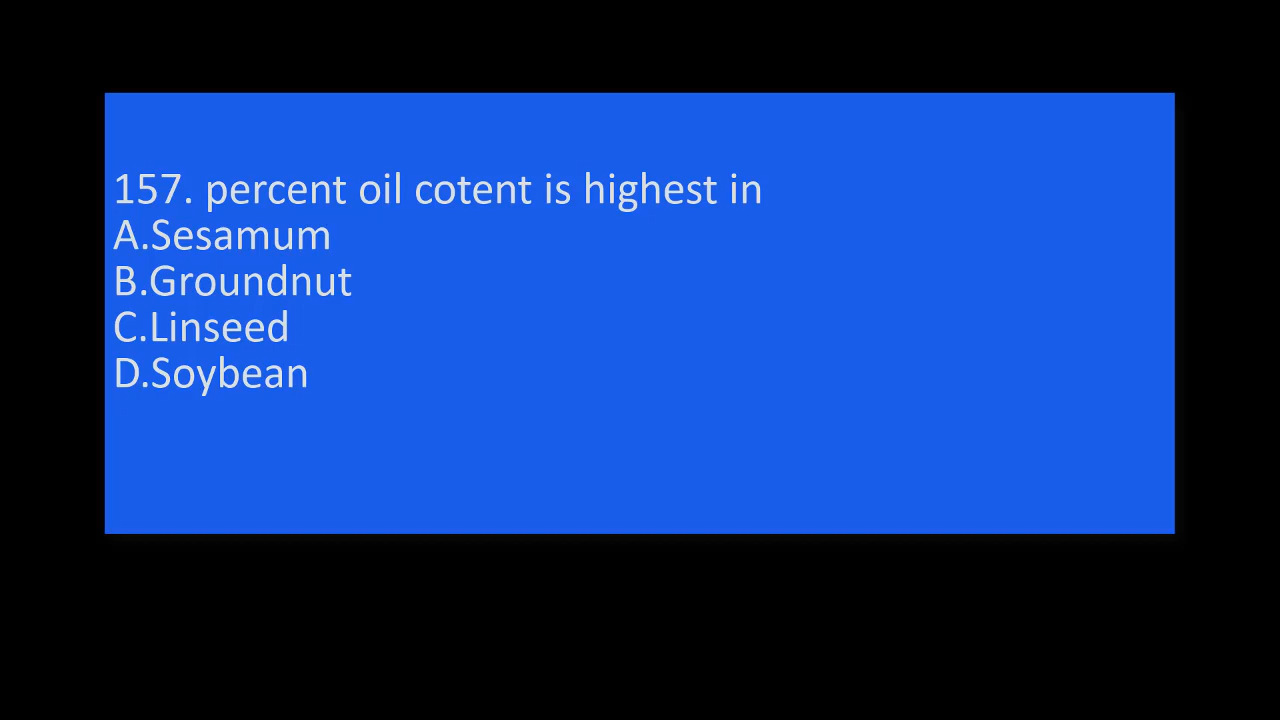 157. percent oil cotent is highest in
A.Sesamum
B.Groundnut
C.Linseed
D.Soybean